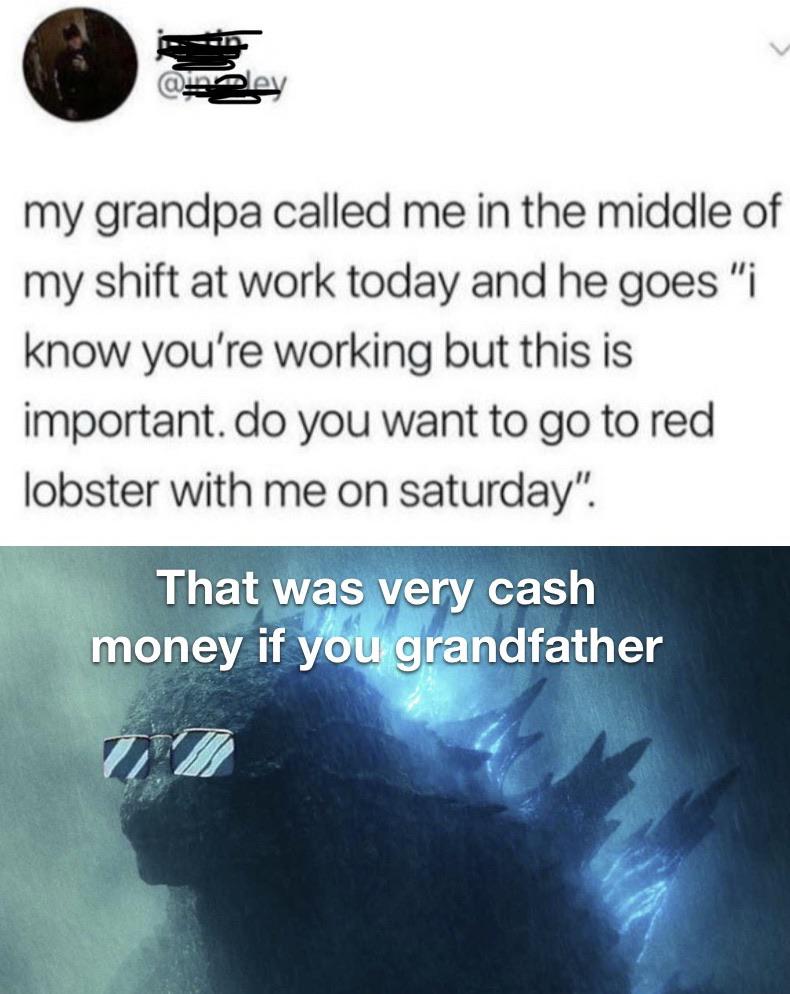 my grandpa called me in the middle of
my shift at work today and he goes "i
know you're working but this is
important. do you want to go to red
lobster with me on saturday".
That was very cash
money if you grandfather